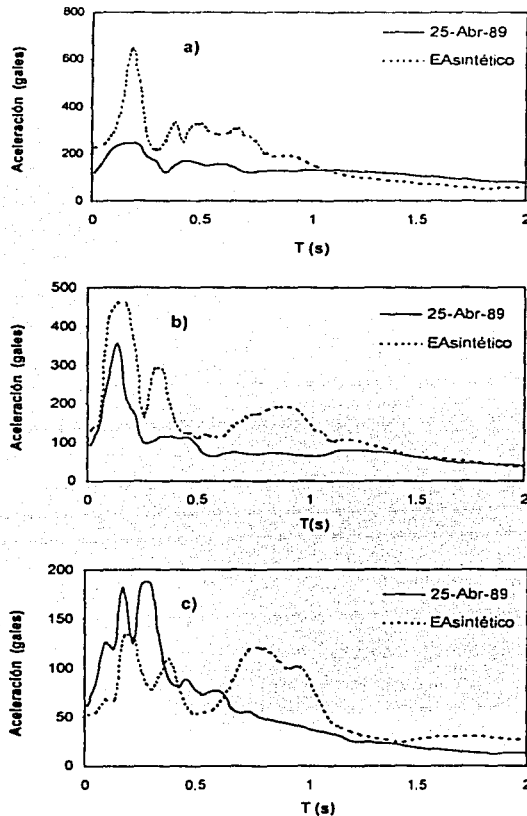 800
600
400
200
0
Aceleración (gales)
a)
25-Abr-89
EAsintético
0 0.5 1 1.5 2
T (s)
500
400
300
200
100
0
Aceleración (gales)
b)
25-Abr-89
EAsintético
0 0.5 1 1.5 2
T(s)
200
150
100
50
0
Aceleración (gales)
c)
25-Abr-89
EAsintético
0 0.5 1 1.5 2
T (s)